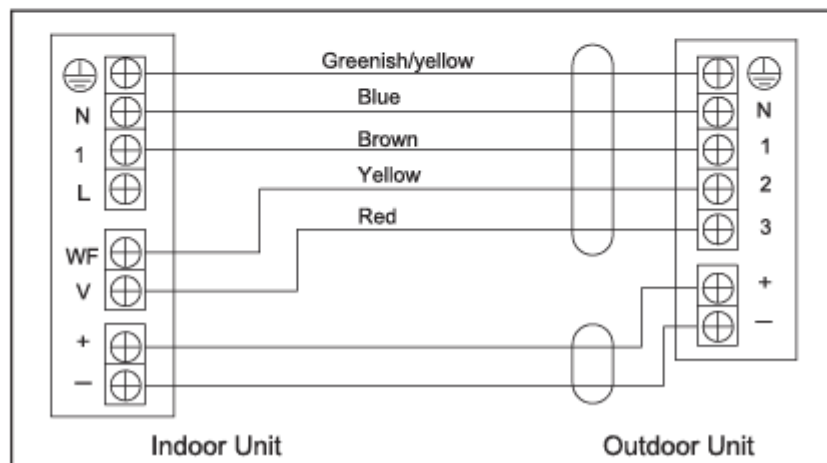 Greenish/yellow
N Blue N
1 Brown 1
L Yellow 2
Red 3
WF
V +
+ —
—
Indoor Unit Outdoor Unit